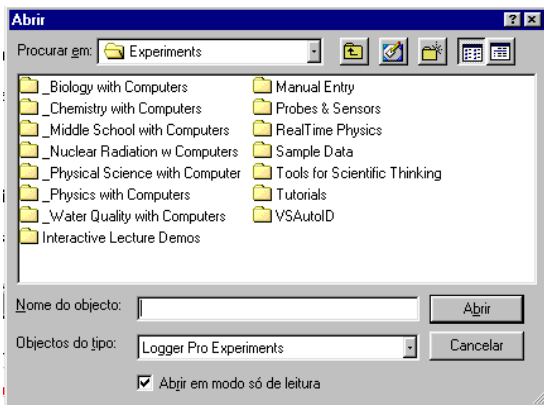 Abrir
Procurar em: Experiments
_Biology with Computers
_Chemistry with Computers
_Middle School with Computers
_Nuclear Radiation w Computers
_Physical Science with Computer
_Physics with Computers
_Water Quality with Computers
Interactive Lecture Demos
Manual Entry
Probes & Sensors
RealTime Physics
Sample Data
Tools for Scientific Thinking
Tutorials
VSAutoID
Nome do objecto:
Abrir
Objectos do tipo: Logger Pro Experiments
Cancelar
Abrir em modo só de leitura